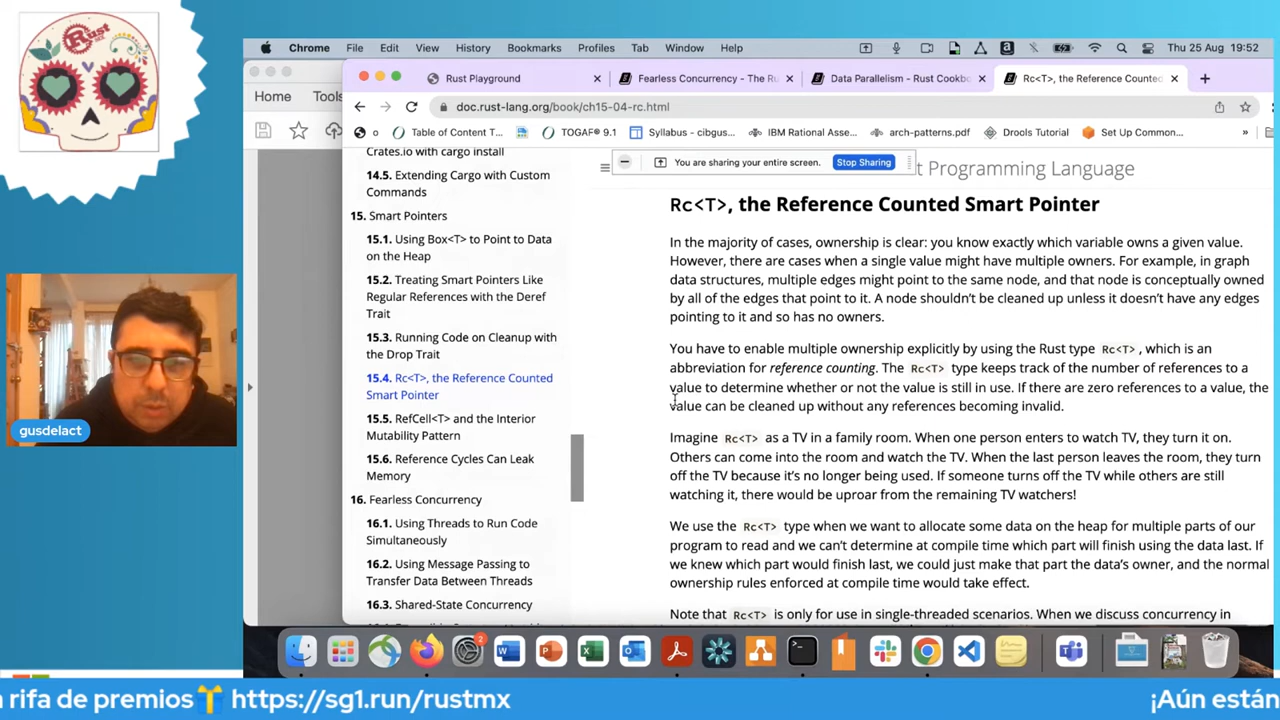 Rust
MX
Chrome File Edit View History Bookmarks Profiles Tab Window Help
Thu 25 Aug 19:52
Home Tools
Rust Playground
Fearless Concurrency - The Ru
Data Parallelism - Rust Cookbo
Rc<T>, the Reference Counted
doc.rust-lang.org/book/ch15-04-rc.html
o
Table of Content T...
TOGAF® 9.1
Syllabus - cibgus...
IBM Rational Asse...
arch-patterns.pdf
Drools Tutorial
Set Up Common...
»
You are sharing your entire screen.
Stop Sharing
t Programming Language
Crates.io with cargo install
14.5. Extending Cargo with Custom
Commands
15. Smart Pointers
15.1. Using Box<T> to Point to Data
on the Heap
15.2. Treating Smart Pointers Like
Regular References with the Deref
Trait
15.3. Running Code on Cleanup with
the Drop Trait
15.4. Rc<T>, the Reference Counted
Smart Pointer
15.5. RefCell<T> and the Interior
Mutability Pattern
15.6. Reference Cycles Can Leak
Memory
16. Fearless Concurrency
16.1. Using Threads to Run Code
Simultaneously
16.2. Using Message Passing to
Transfer Data Between Threads
16.3. Shared-State Concurrency
Rc<T>, the Reference Counted Smart Pointer
In the majority of cases, ownership is clear: you know exactly which variable owns a given value.
However, there are cases when a single value might have multiple owners. For example, in graph
data structures, multiple edges might point to the same node, and that node is conceptually owned
by all of the edges that point to it. A node shouldn't be cleaned up unless it doesn't have any edges
pointing to it and so has no owners.
You have to enable multiple ownership explicitly by using the Rust type Rc<T>, which is an
abbreviation for reference counting. The Rc<T> type keeps track of the number of references to a
value to determine whether or not the value is still in use. If there are zero references to a value, the
value can be cleaned up without any references becoming invalid.
Imagine Rc<T> as a TV in a family room. When one person enters to watch TV, they turn it on.
Others can come into the room and watch the TV. When the last person leaves the room, they turn
off the TV because it's no longer being used. If someone turns off the TV while others are still
watching it, there would be uproar from the remaining TV watchers!
We use the Rc<T> type when we want to allocate some data on the heap for multiple parts of our
program to read and we can't determine at compile time which part will finish using the data last. If
we knew which part would finish last, we could just make that part the data's owner, and the normal
ownership rules enforced at compile time would take effect.
Note that Rc<T> is only for use in single-threaded scenarios. When we discuss concurrency in
gusdelact
2
a rifa de premios https://sg1.run/rustmx
¡Aún están